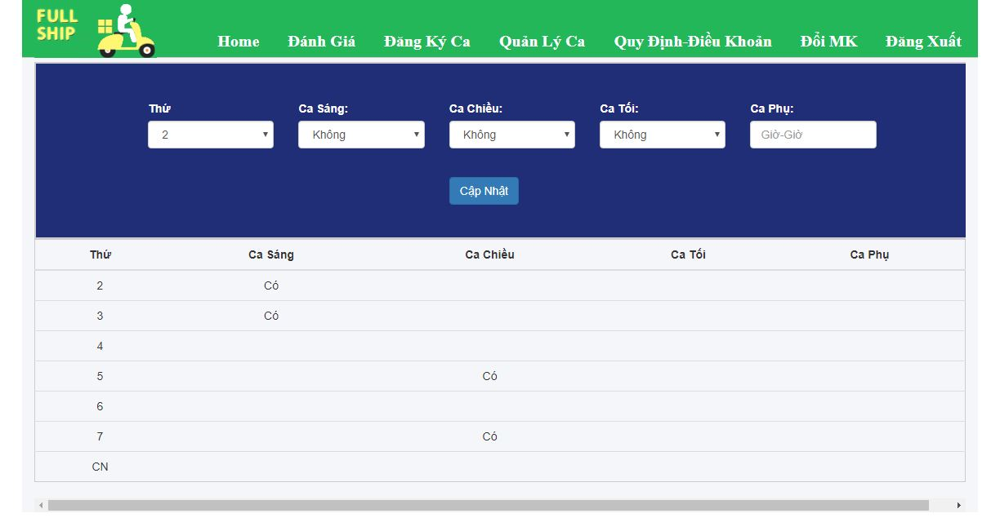 FULL
SHIP
Home Đánh Giá Đăng Ký Ca Quản Lý Ca Quy Định-Điều Khoản Đổi MK Đăng Xuất
Thứ Ca Sáng: Ca Chiều: Ca Tối: Ca Phụ:
2 Không Không Không Giờ-Giờ
Cập Nhật
Thứ Ca Sáng Ca Chiều Ca Tối Ca Phụ
2 Có
3 Có
4
5 Có
6
7 Có
CN